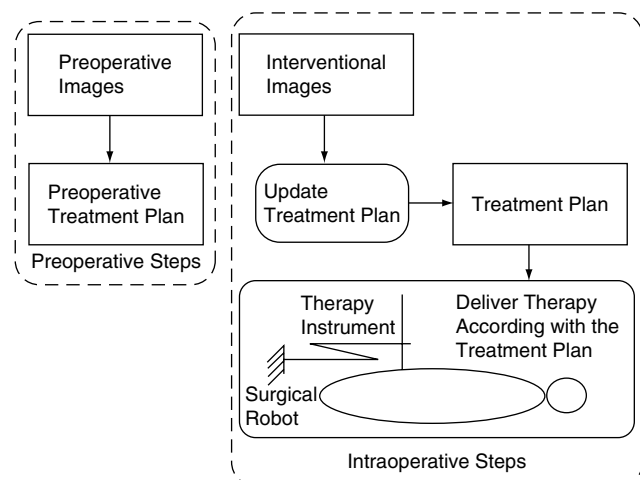 Preoperative
Images
Preoperative
Treatment Plan
Preoperative Steps
Interventional
Images
Update
Treatment Plan
Treatment Plan
Therapy
Instrument
Deliver Therapy
According with the
Treatment Plan
Surgical
Robot
Intraoperative Steps